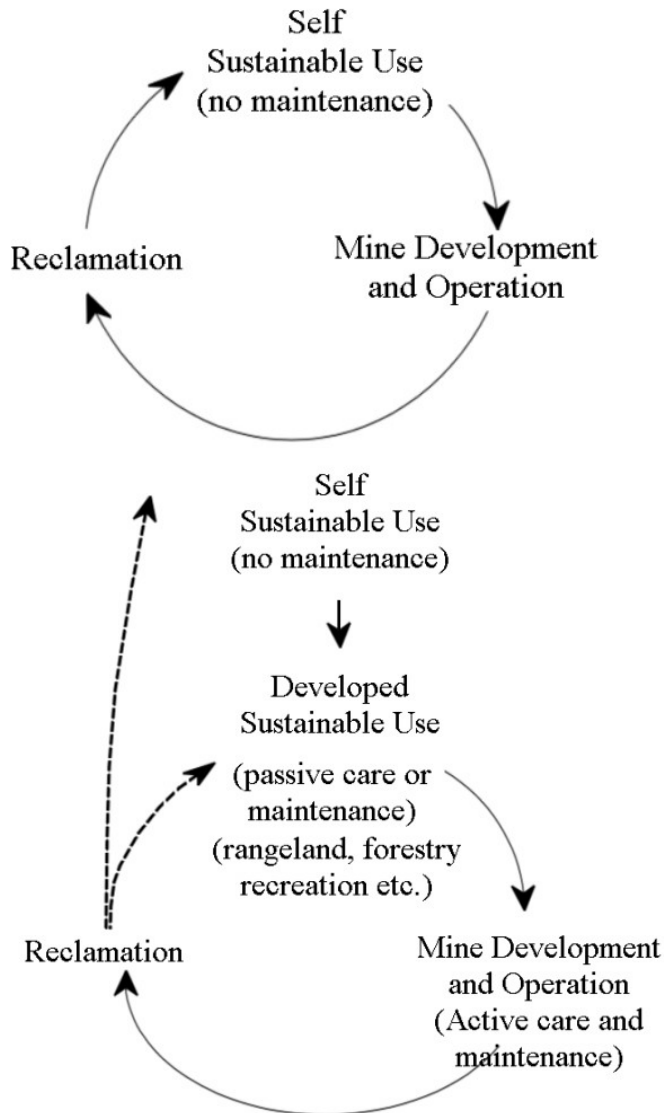 Self
Sustainable Use
(no maintenance)
Reclamation
Mine Development
and Operation
Self
Sustainable Use
(no maintenance)
Developed
Sustainable Use
(passive care or
maintenance)
(rangeland, forestry
recreation etc.)
Reclamation
Mine Development
and Operation
(Active care and
maintenance)